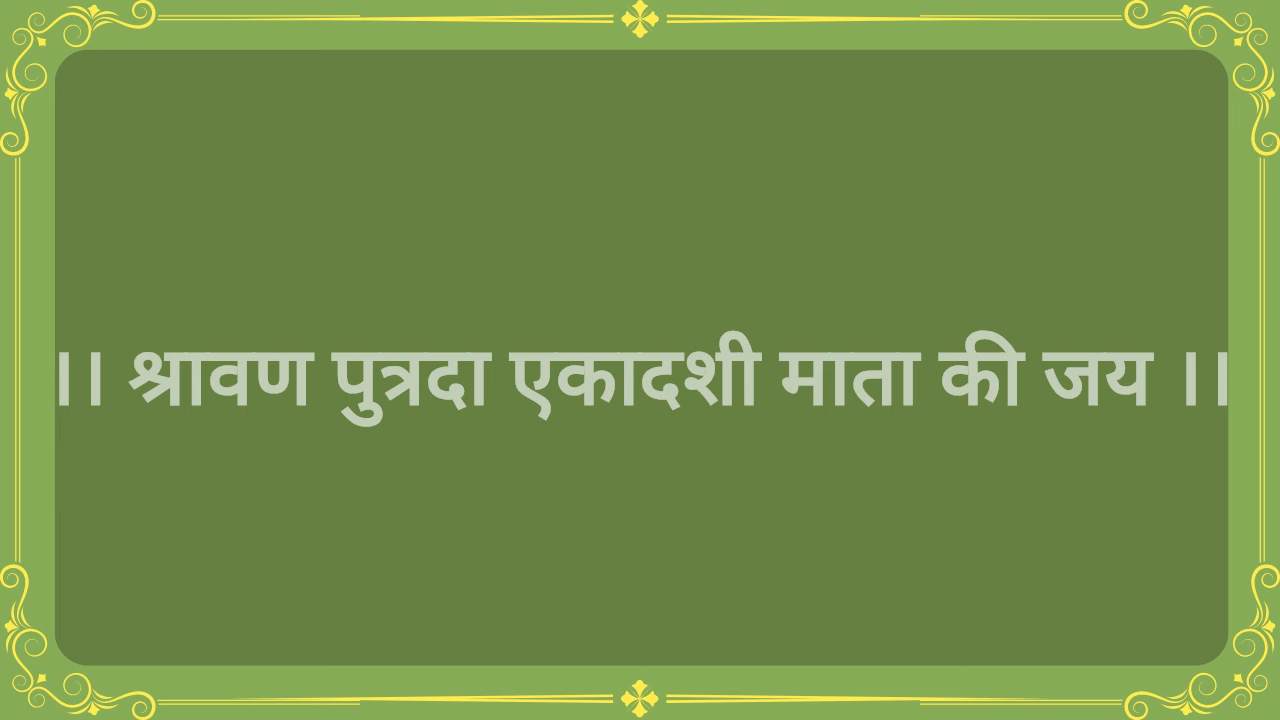 ।। श्रावण पुत्रदा एकादशी माता की जय ।।